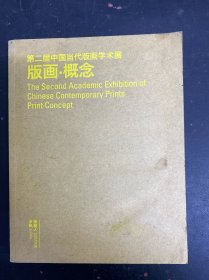 第二届中国当代版画学术展
版画·概念
The Second Academic Exhibition of
Chinese Contemporary Prints
Print·Concept